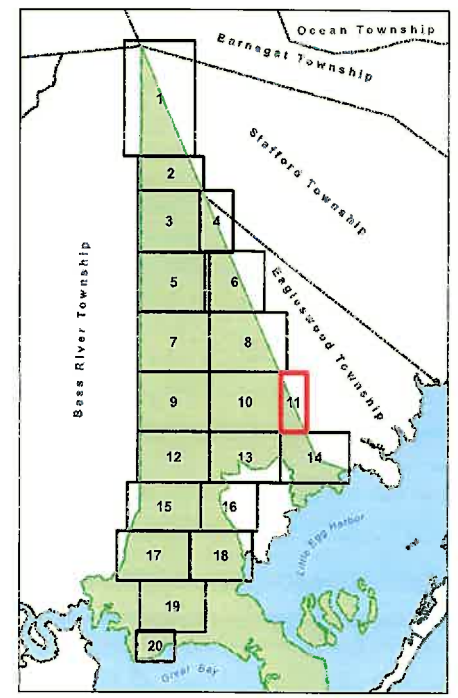 Ocean Township
Barnegat Township
Stafford Township
Eagleswood Township
Bass River Township
1
2
3 4
5 6
7 8
9 10 11
12 13 14
15 16
17 18
19
20
Little Egg Harbor
Great Bay